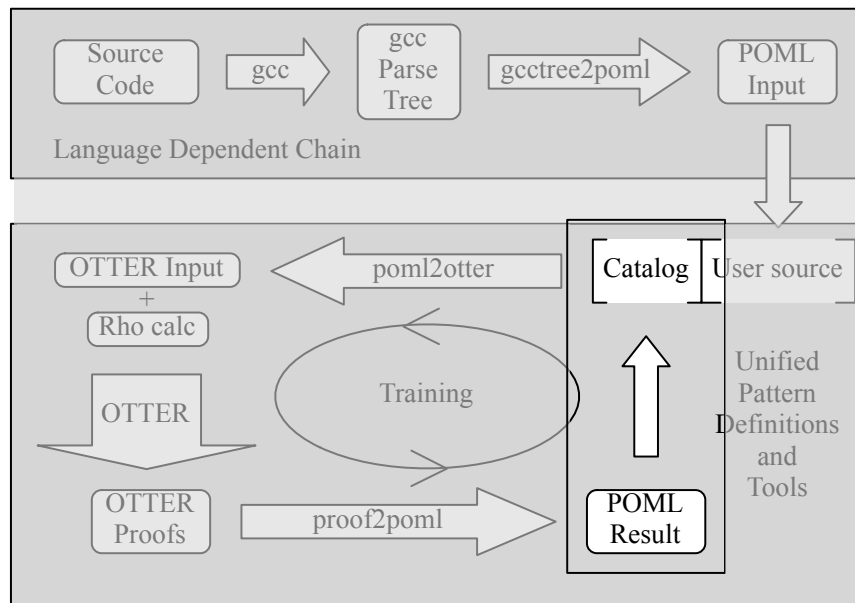 Source
Code
gcc
gcc
Parse
Tree
gcctree2poml
POML
Input
Language Dependent Chain
OTTER Input
+
Rho calc
poml2otter
Catalog
User source
Training
Unified
Pattern
Definitions
and
Tools
OTTER
OTTER
Proofs
proof2poml
POML
Result